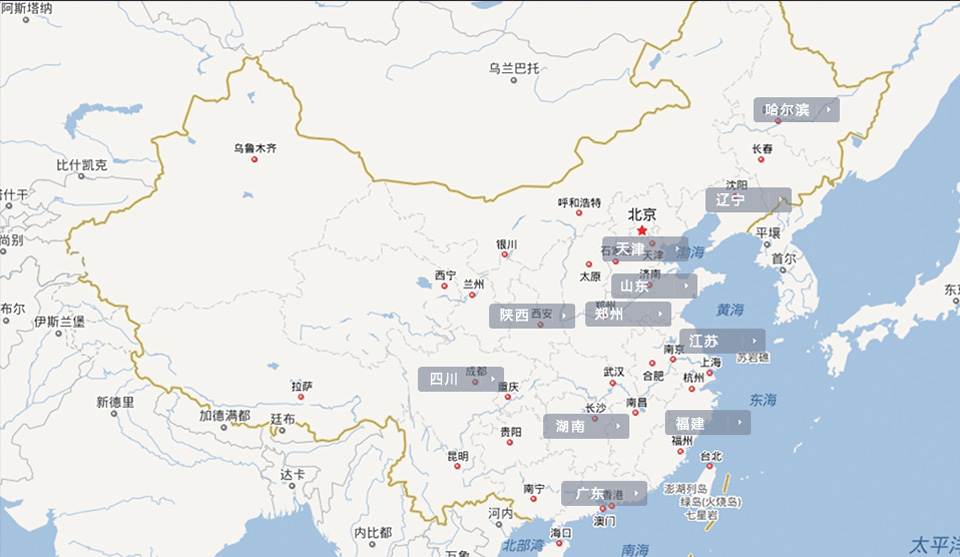 阿斯塔纳
乌兰巴托
哈尔滨
长春
乌鲁木齐
比什凯克
沈阳
辽宁
呼和浩特
北京
平壤
首尔
尚别
银川
天津
天津
渤海
太原
济南
西宁
兰州
山东
布尔
伊斯兰堡
陕西
西安
郑州
郑州
黄海
江苏
南京
苏岩礁
上海
合肥
武汉
四川
成都
重庆
杭州
拉萨
新德里
加德满都
廷布
长沙
南昌
东海
湖南
福建
贵阳
福州
昆明
台北
达卡
南宁
广东
香港
澳门
澎湖列岛
绿岛(火烧岛)
七星岩
河内
内比都
海口
北部湾
南海
万象
太平洋